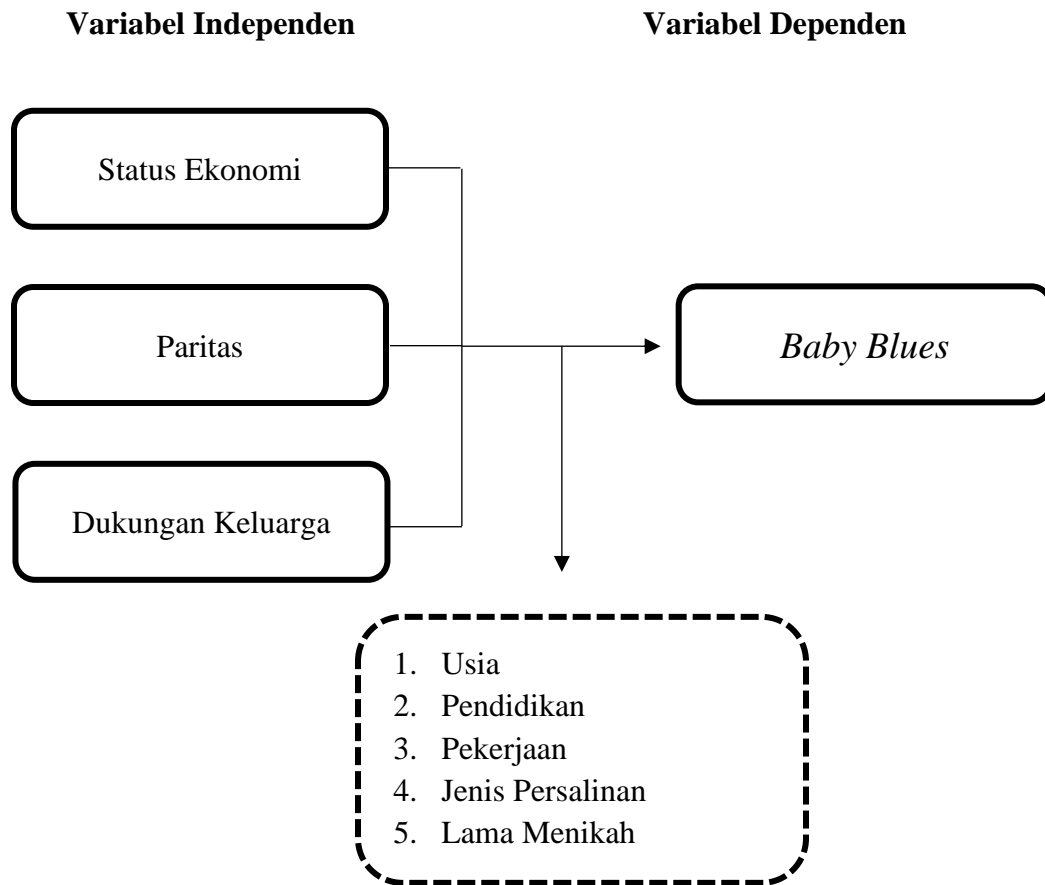 Variabel Independen
Variabel Dependen
Status Ekonomi
Paritas
Baby Blues
Dukungan Keluarga
1. Usia
2. Pendidikan
3. Pekerjaan
4. Jenis Persalinan
5. Lama Menikah